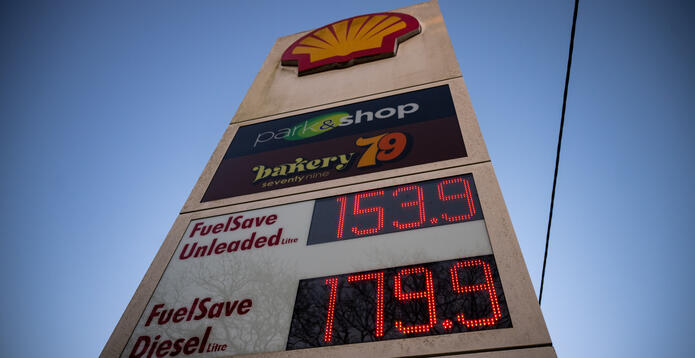 park&shop
bakery 79
seventynine
FuelSave
Unleaded Litre
153.9
FuelSave
Diesel Litre
179.9